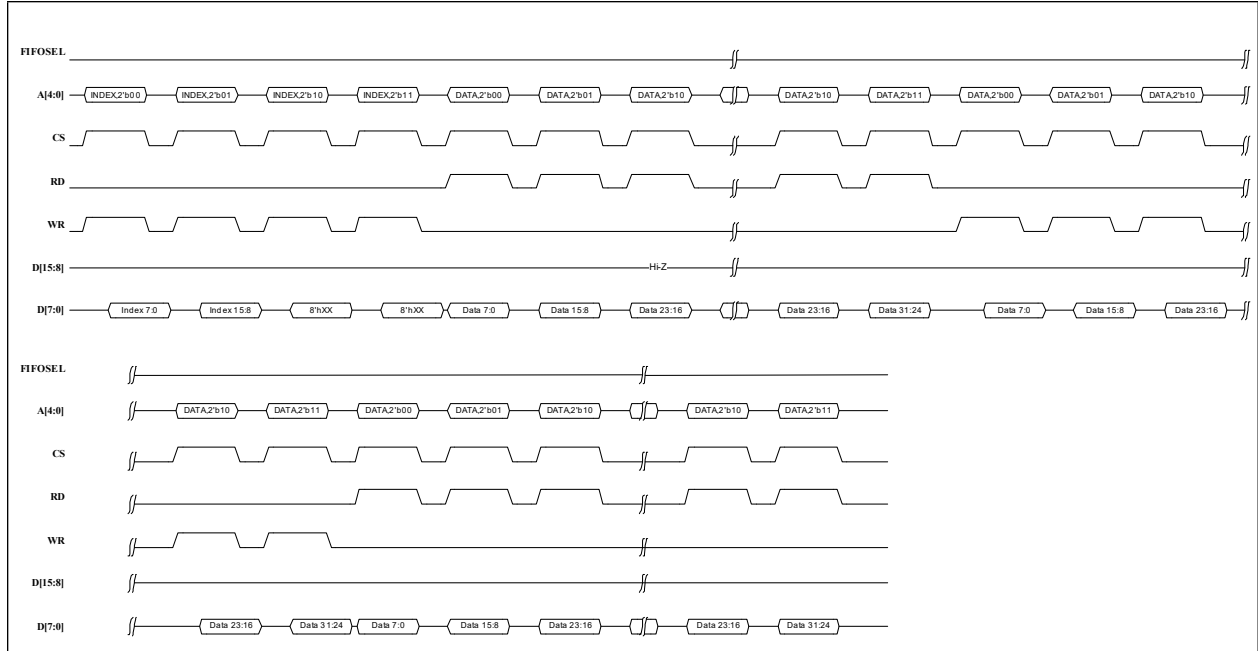 FIFOSEL
A[4:0] INDEX,2'b00 INDEX,2'b01 INDEX,2'b10 INDEX,2'b11 DATA,2'b00 DATA,2'b01 DATA,2'b10 DATA,2'b10 DATA,2'b11 DATA,2'b00 DATA,2'b01 DATA,2'b10
CS
RD
WR
D[15:8] Hi-Z
D[7:0] Index 7:0 Index 15:8 8'hXX 8'hXX Data 7:0 Data 15:8 Data 23:16 Data 23:16 Data 31:24 Data 7:0 Data 15:8 Data 23:16
FIFOSEL
A[4:0] DATA,2'b10 DATA,2'b11 DATA,2'b00 DATA,2'b01 DATA,2'b10 DATA,2'b10 DATA,2'b11
CS
RD
WR
D[15:8]
D[7:0] Data 23:16 Data 31:24 Data 7:0 Data 15:8 Data 23:16 Data 23:16 Data 31:24